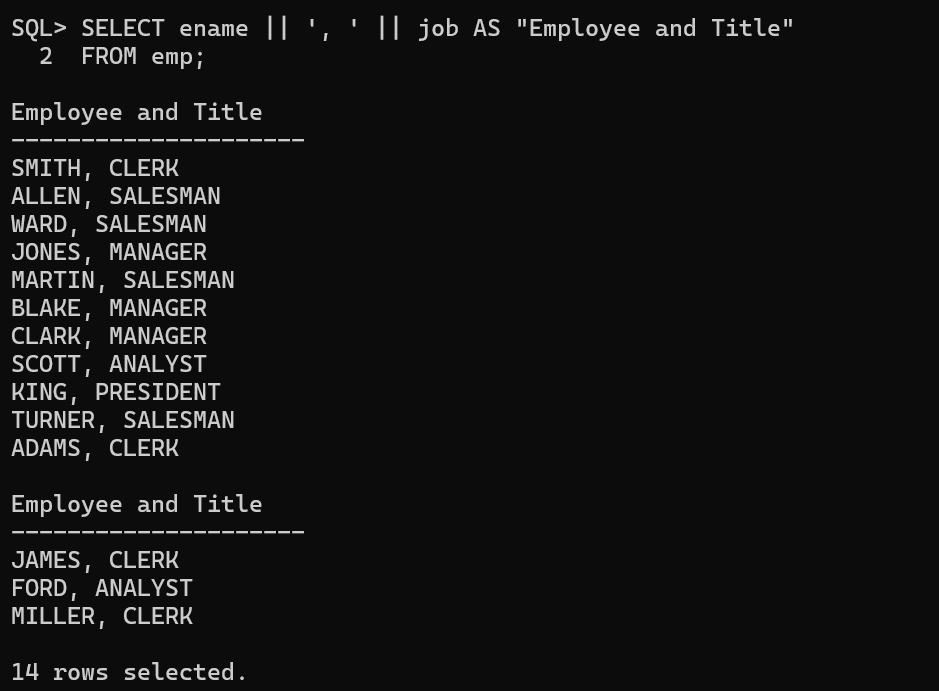 SQL> SELECT ename || ', ' || job AS "Employee and Title"
  2  FROM emp;

Employee and Title
---------------------
SMITH, CLERK
ALLEN, SALESMAN
WARD, SALESMAN
JONES, MANAGER
MARTIN, SALESMAN
BLAKE, MANAGER
CLARK, MANAGER
SCOTT, ANALYST
KING, PRESIDENT
TURNER, SALESMAN
ADAMS, CLERK

Employee and Title
---------------------
JAMES, CLERK
FORD, ANALYST
MILLER, CLERK

14 rows selected.